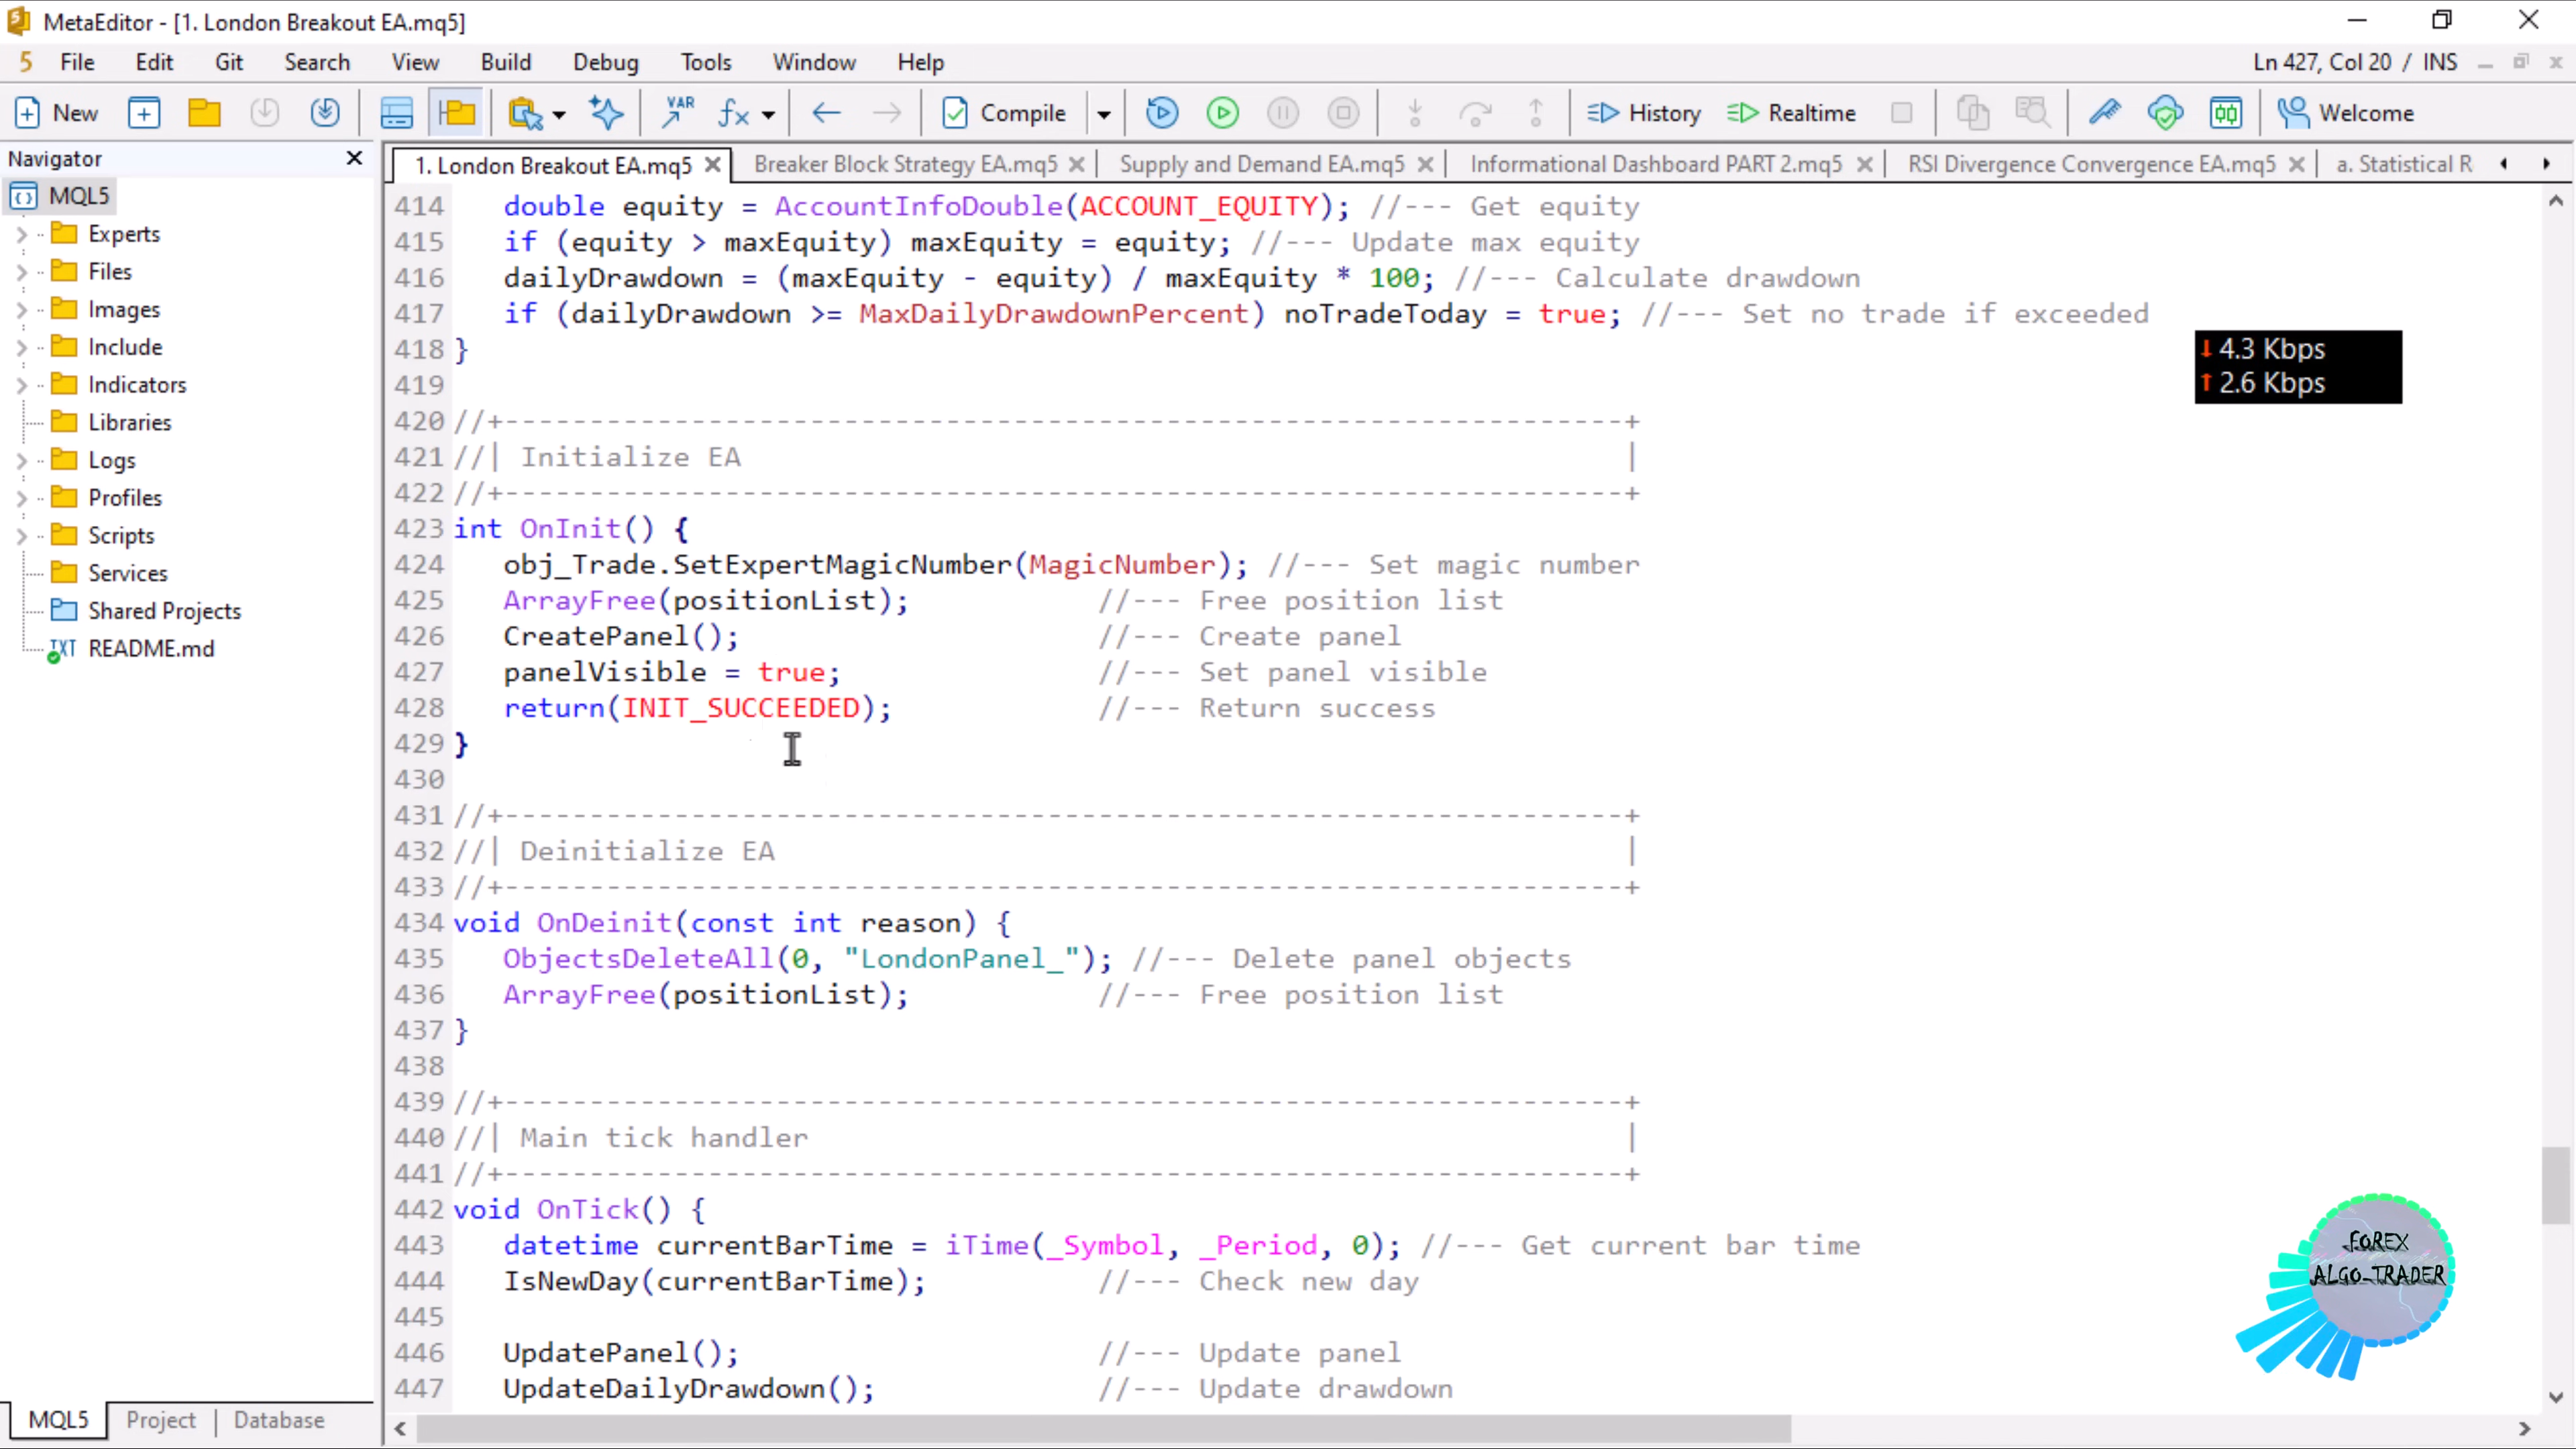 MetaEditor - [1. London Breakout EA.mq5]
5 File Edit Git Search View Build Debug Tools Window Help Ln 427, Col 20 / INS
New VAR fx Compile History Realtime Welcome
Navigator
1. London Breakout EA.mq5 Breaker Block Strategy EA.mq5 Supply and Demand EA.mq5 Informational Dashboard PART 2.mq5 RSI Divergence Convergence EA.mq5 a. Statistical R
MQL5
Experts
Files
Images
Include
Indicators
Libraries
Logs
Profiles
Scripts
Services
Shared Projects
TXT README.md
414 double equity = AccountInfoDouble(ACCOUNT_EQUITY); //--- Get equity
415 if (equity > maxEquity) maxEquity = equity; //--- Update max equity
416 dailyDrawdown = (maxEquity - equity) / maxEquity * 100; //--- Calculate drawdown
417 if (dailyDrawdown >= MaxDailyDrawdownPercent) noTradeToday = true; //--- Set no trade if exceeded
418 }
419
420 //+------------------------------------------------------------------+
421 //| Initialize EA |
422 //+------------------------------------------------------------------+
423 int OnInit() {
424 obj_Trade.SetExpertMagicNumber(MagicNumber); //--- Set magic number
425 ArrayFree(positionList); //--- Free position list
426 CreatePanel(); //--- Create panel
427 panelVisible = true; //--- Set panel visible
428 return(INIT_SUCCEEDED); //--- Return success
429 }
430
431 //+------------------------------------------------------------------+
432 //| Deinitialize EA |
433 //+------------------------------------------------------------------+
434 void OnDeinit(const int reason) {
435 ObjectsDeleteAll(0, "LondonPanel_"); //--- Delete panel objects
436 ArrayFree(positionList); //--- Free position list
437 }
438
439 //+------------------------------------------------------------------+
440 //| Main tick handler |
441 //+------------------------------------------------------------------+
442 void OnTick() {
443 datetime currentBarTime = iTime(_Symbol, _Period, 0); //--- Get current bar time
444 IsNewDay(currentBarTime); //--- Check new day
445
446 UpdatePanel(); //--- Update panel
447 UpdateDailyDrawdown(); //--- Update drawdown
4.3 Kbps
2.6 Kbps
FOREX
ALGO-TRADER
MQL5 Project Database